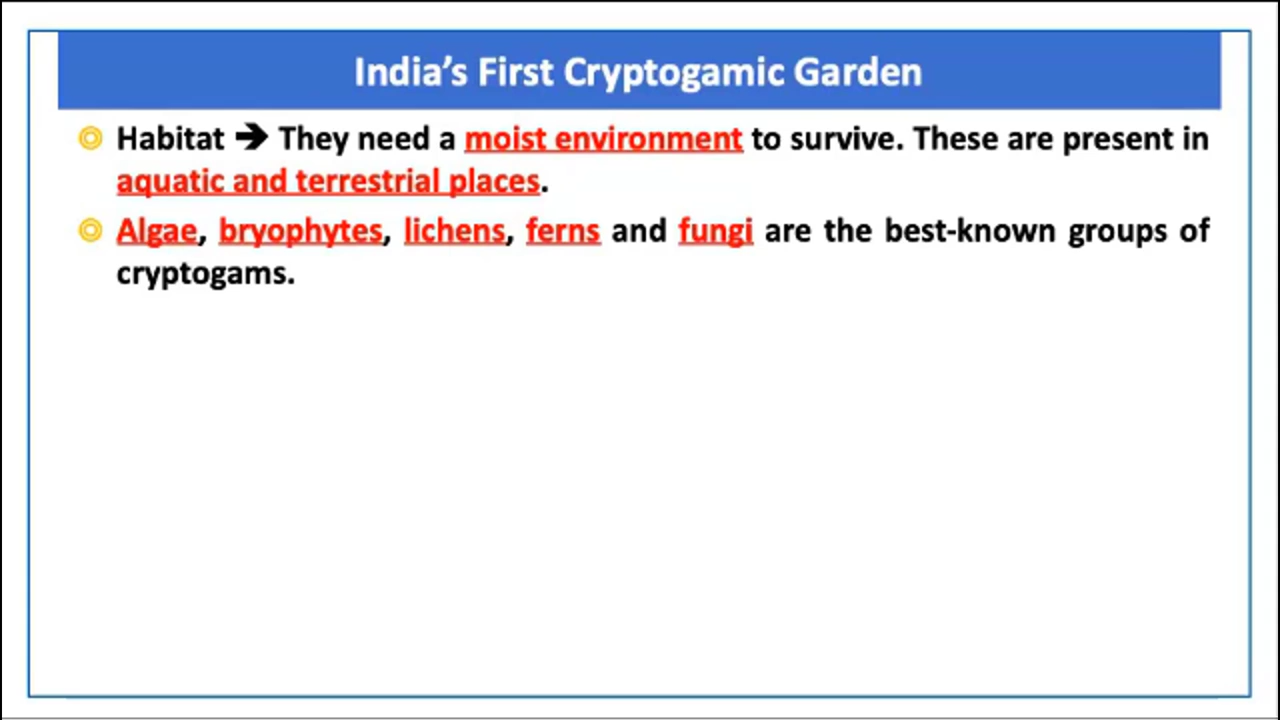 India’s First Cryptogamic Garden
Habitat ➔ They need a moist environment to survive. These are present in
aquatic and terrestrial places.
Algae, bryophytes, lichens, ferns and fungi are the best-known groups of
cryptogams.